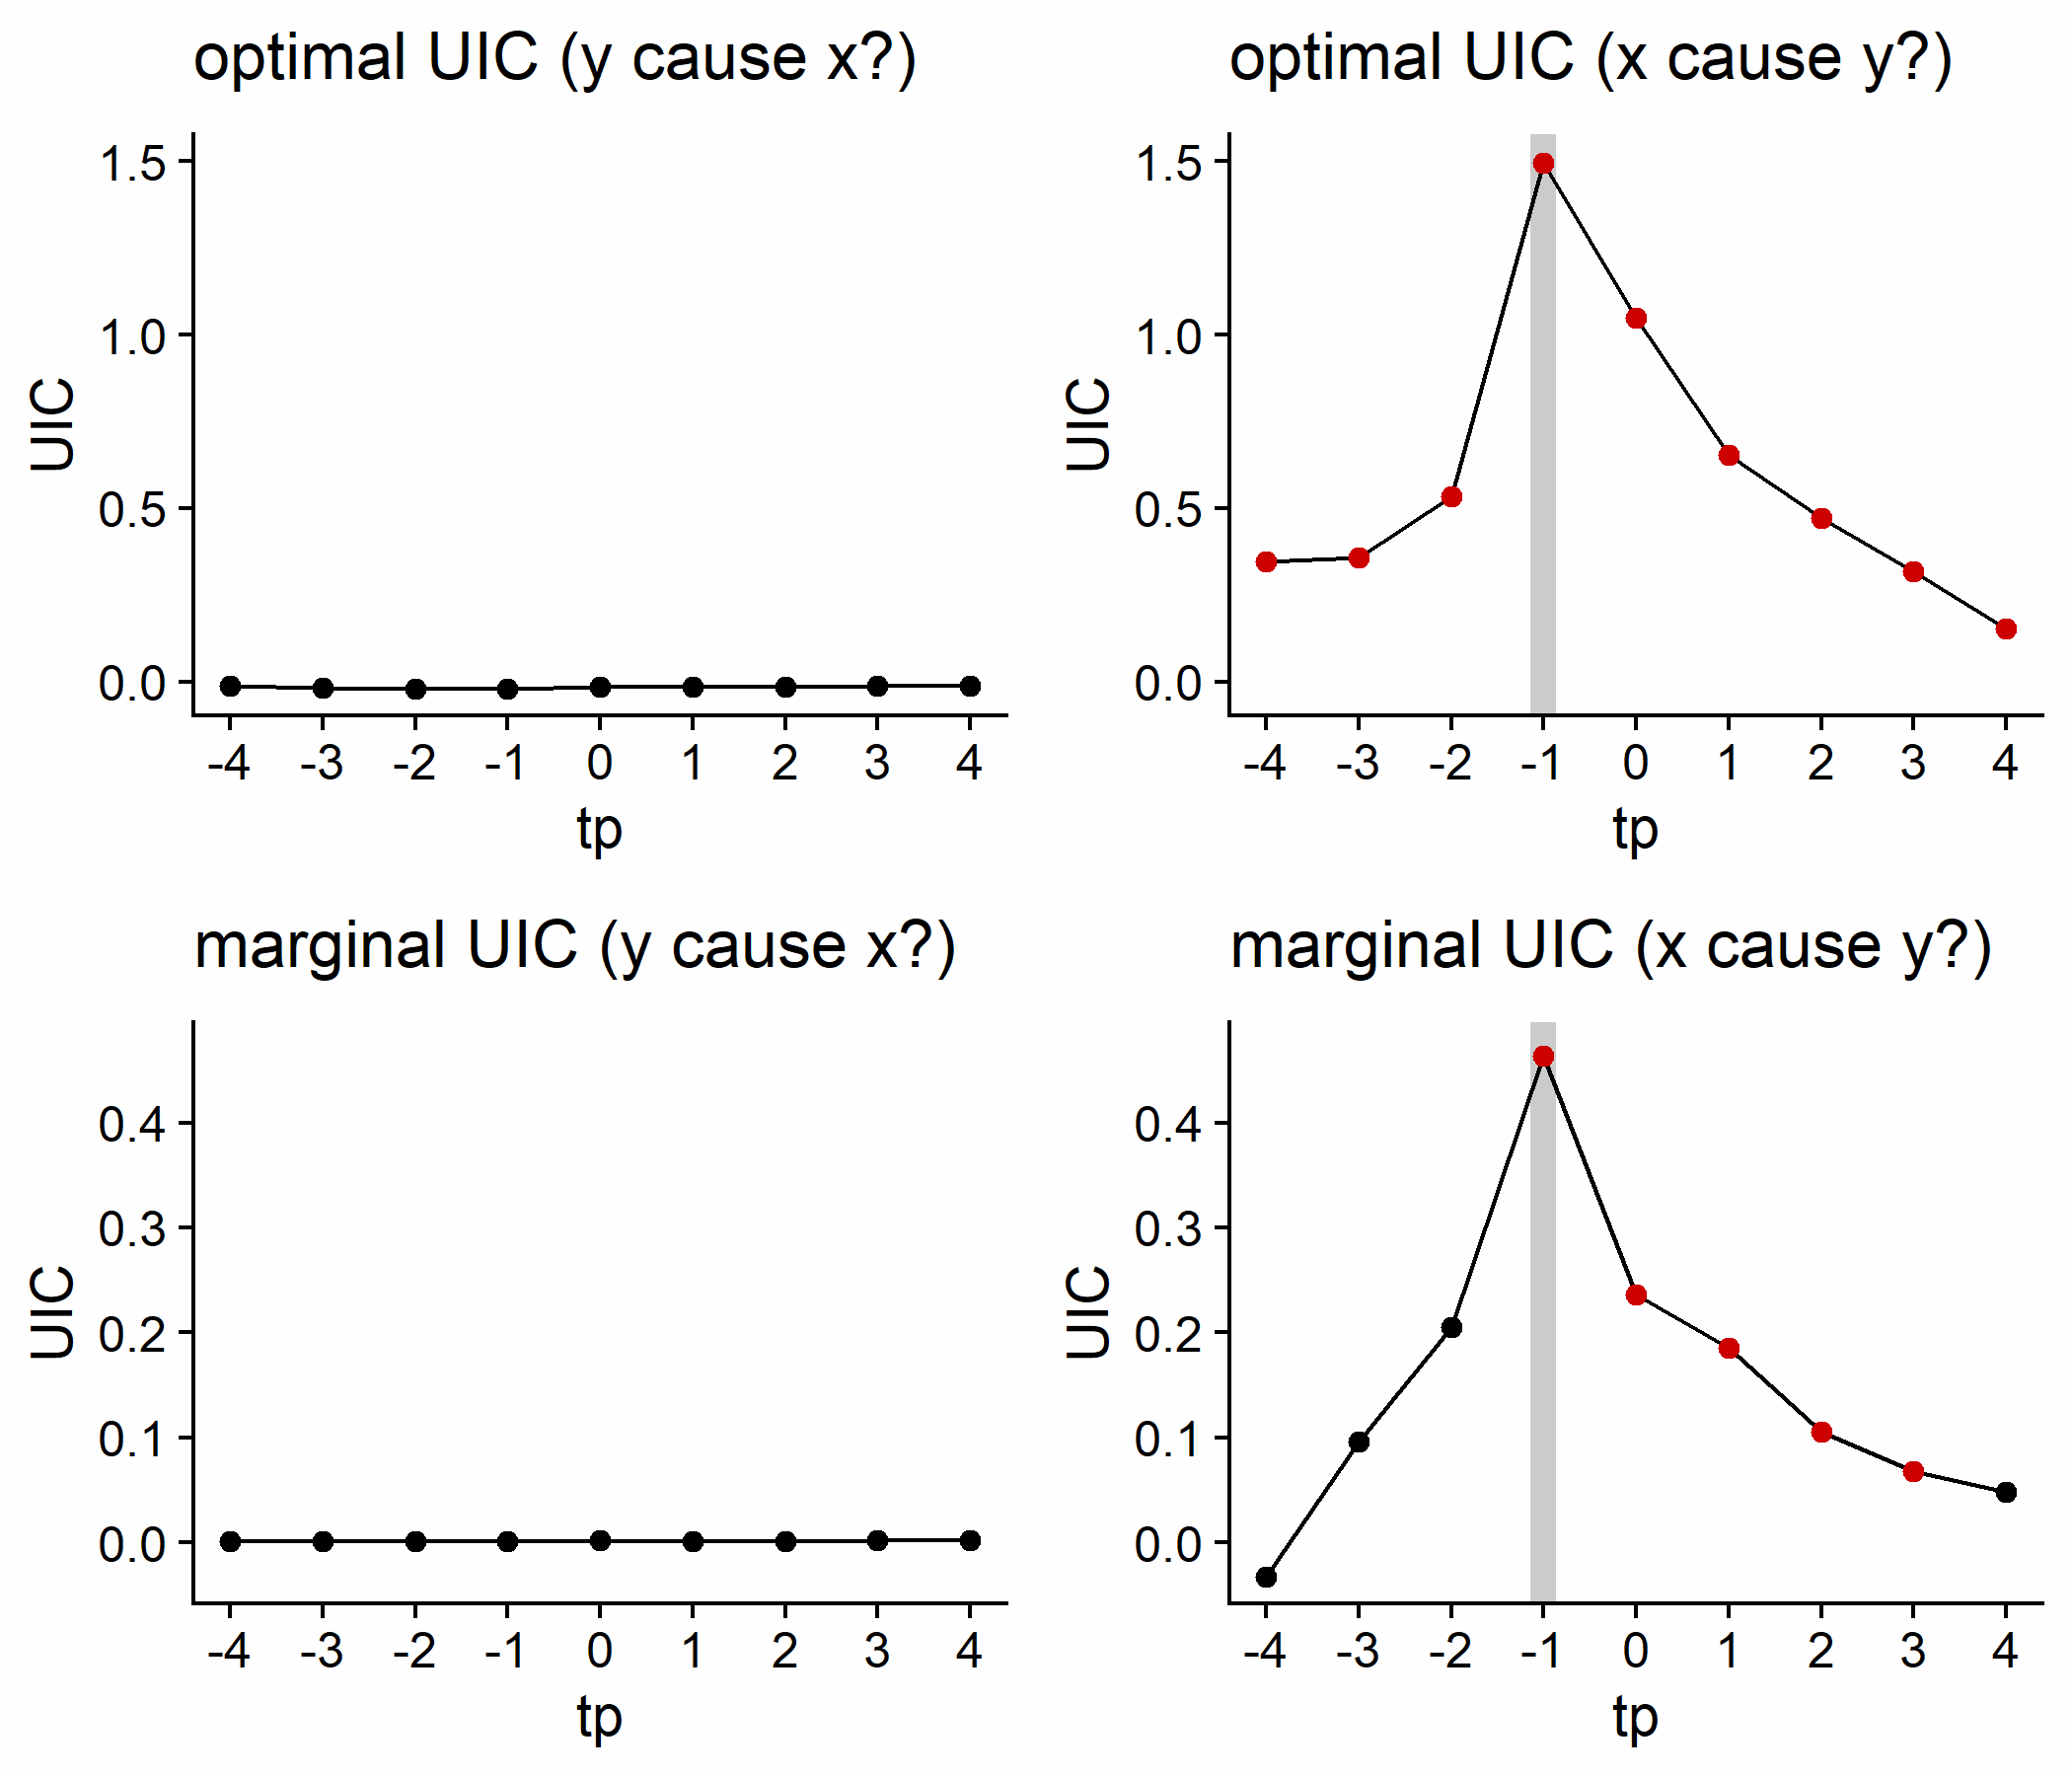 optimal UIC (y cause x?)
UIC
1.5
1.0
0.5
0.0
-4 -3 -2 -1 0 1 2 3 4
tp
optimal UIC (x cause y?)
UIC
1.5
1.0
0.5
0.0
-4 -3 -2 -1 0 1 2 3 4
tp
marginal UIC (y cause x?)
UIC
0.4
0.3
0.2
0.1
0.0
-4 -3 -2 -1 0 1 2 3 4
tp
marginal UIC (x cause y?)
UIC
0.4
0.3
0.2
0.1
0.0
-4 -3 -2 -1 0 1 2 3 4
tp